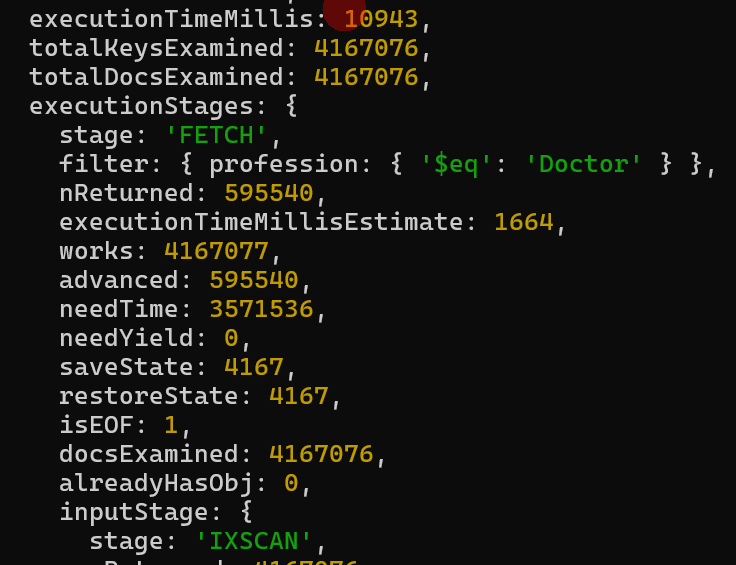 executionTimeMillis: 10943,
totalKeysExamined: 4167076,
totalDocsExamined: 4167076,
executionStages: {
stage: 'FETCH',
filter: { profession: { '$eq': 'Doctor' } },
nReturned: 595540,
executionTimeMillisEstimate: 1664,
works: 4167077,
advanced: 595540,
needTime: 3571536,
needYield: 0,
saveState: 4167,
restoreState: 4167,
isEOF: 1,
docsExamined: 4167076,
alreadyHasObj: 0,
inputStage: {
stage: 'IXSCAN',